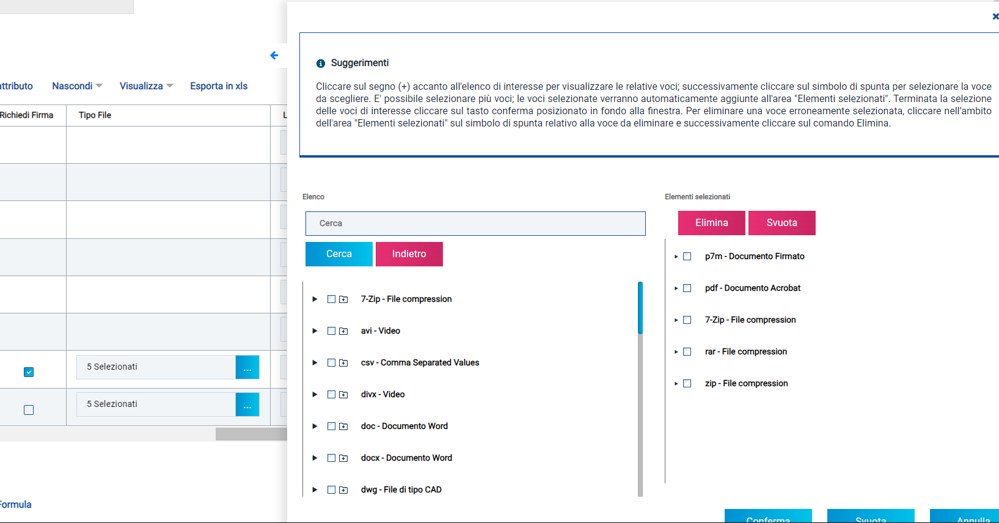 Suggerimenti
Cliccare sul segno (+) accanto all'elenco di interesse per visualizzare le relative voci; successivamente cliccare sul simbolo di spunta per selezionare la voce
da scegliere. E' possibile selezionare più voci; le voci selezionate verranno automaticamente aggiunte all'area "Elementi selezionati". Terminata la selezione
delle voci di interesse cliccare sul tasto conferma posizionato in fondo alla finestra. Per eliminare una voce erroneamente selezionata, cliccare nell'ambito
dell'area "Elementi selezionati" sul simbolo di spunta relativo alla voce da eliminare e successivamente cliccare sul comando Elimina.
attributo Nascondi Visualizza Esporta in xls
Richiedi Firma Tipo File L
5 Selezionati ...
5 Selezionati ...
Formula
Elenco
Cerca
Cerca Indietro
7-Zip - File compression
avi - Video
csv - Comma Separated Values
divx - Video
doc - Documento Word
docx - Documento Word
dwg - File di tipo CAD
Elementi selezionati
Elimina Svuota
p7m - Documento Firmato
pdf - Documento Acrobat
7-Zip - File compression
rar - File compression
zip - File compression
Conferma Svuota Annulla